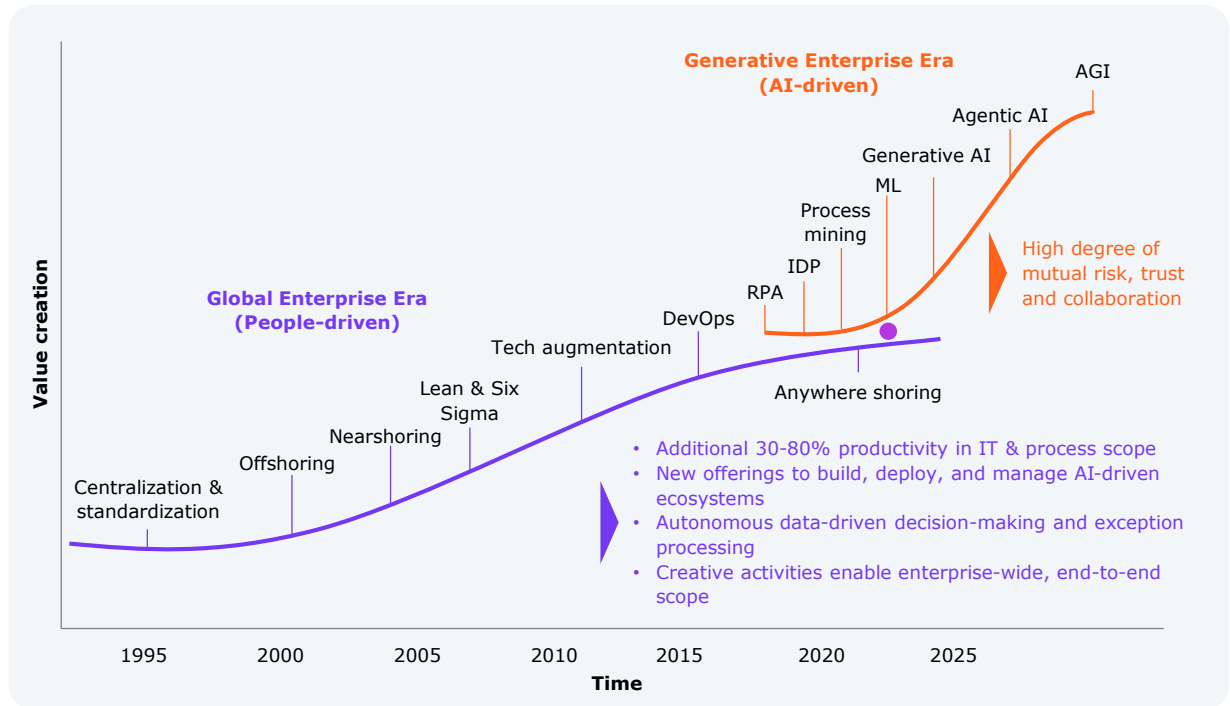 Generative Enterprise Era
(AI-driven)
AGI
Agentic AI
Generative AI
ML
Process
mining
IDP
RPA
High degree of
mutual risk, trust
and collaboration
Global Enterprise Era
(People-driven)
DevOps
Tech augmentation
Lean & Six
Sigma
Nearshoring
Offshoring
Centralization &
standardization
Anywhere shoring
• Additional 30-80% productivity in IT & process scope
• New offerings to build, deploy, and manage AI-driven
ecosystems
• Autonomous data-driven decision-making and exception
processing
• Creative activities enable enterprise-wide, end-to-end
scope
Value creation
1995 2000 2005 2010 2015 2020 2025
Time